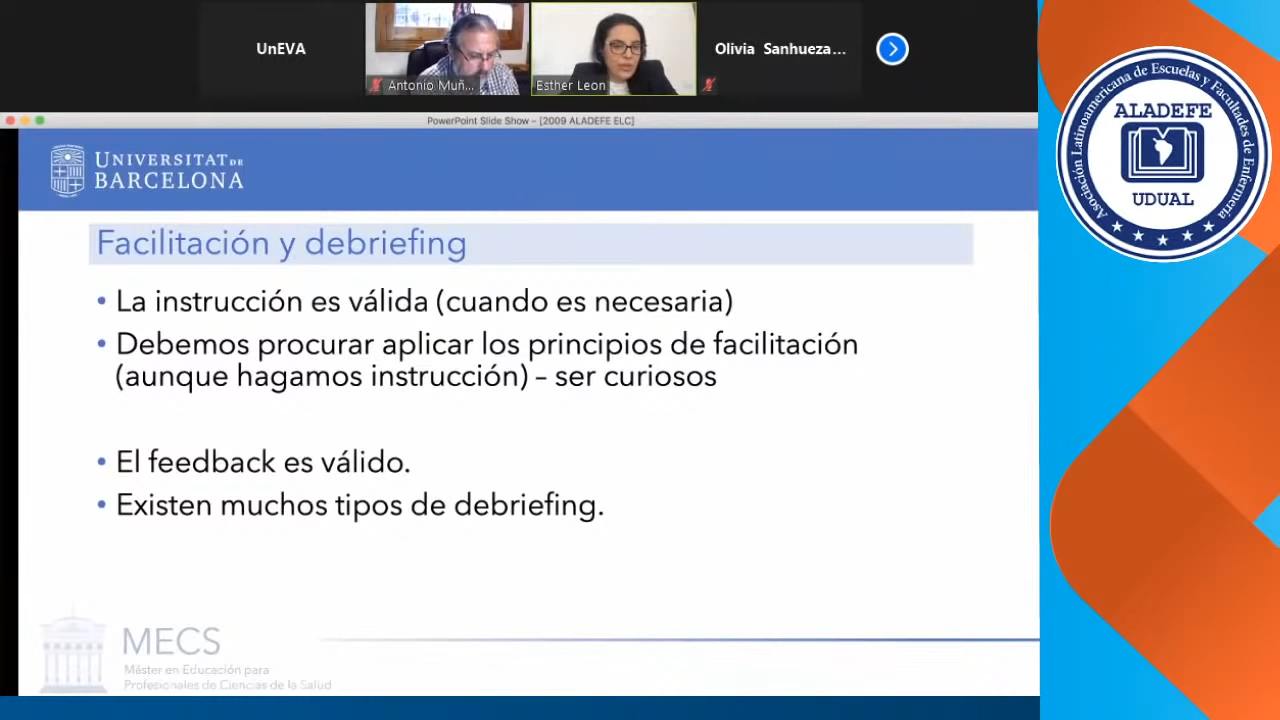 UnEVA
Antonio Muñ...
Esther Leon
Olivia Sanhueza...
PowerPoint Slide Show – [2009 ALADEFE ELC]
UNIVERSITAT DE
BARCELONA
Facilitación y debriefing
• La instrucción es válida (cuando es necesaria)
• Debemos procurar aplicar los principios de facilitación
(aunque hagamos instrucción) – ser curiosos
• El feedback es válido.
• Existen muchos tipos de debriefing.
MECS
Máster en Educación para
Profesionales de Ciencias de la Salud
Asociación Latinoamericana de Escuelas y Facultades de Enfermería
ALADEFE
UDUAL